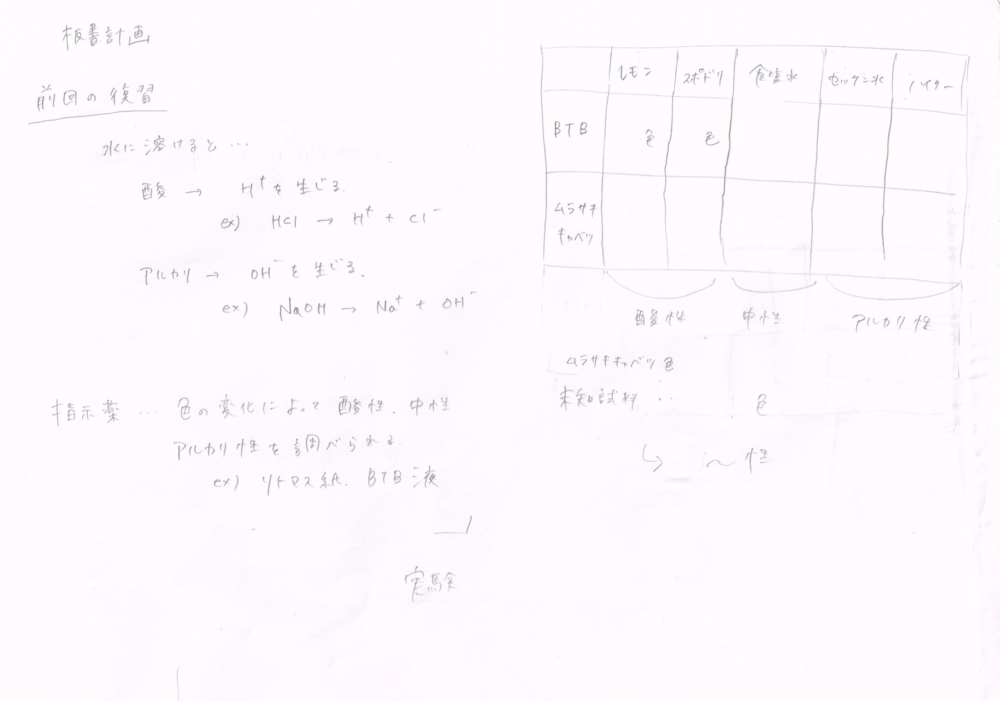 板書計画
前回の復習
水に溶けると…
酸 → H⁺を生じる.
ex) HCl → H⁺ + Cl⁻
アルカリ → OH⁻を生じる.
ex) NaOH → Na⁺ + OH⁻
指示薬 … 色の変化によって酸性、中性
アルカリ性を調べられる.
ex) リトマス紙. BTB液
実験
レモン スポドリ 食塩水 セッケン水 ハイター
BTB 色 色
ムラサキ
キャベツ
酸性 中性 アルカリ性
ムラサキキャベツ色
未知試料 … 色
↳ 〜性